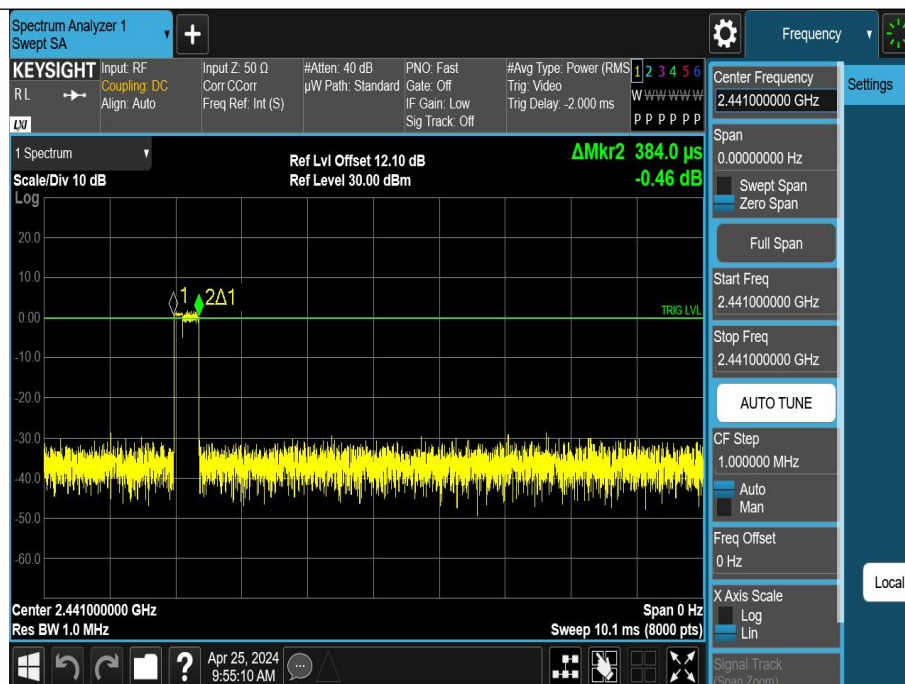 Spectrum Analyzer 1
Swept SA
+
Frequency
KEYSIGHT
RL
LXI
Input: RF
Coupling: DC
Align: Auto
Input Z: 50 Ω
Corr CCorr
Freq Ref: Int (S)
#Atten: 40 dB
µW Path: Standard
PNO: Fast
Gate: Off
IF Gain: Low
Sig Track: Off
#Avg Type: Power (RMS
Trig: Video
Trig Delay: -2.000 ms
1 2 3 4 5 6
W W W W W W
P P P P P P
1 Spectrum
Scale/Div 10 dB
Log
Ref Lvl Offset 12.10 dB
Ref Level 30.00 dBm
ΔMkr2 384.0 µs
-0.46 dB
20.0
10.0
0.00
-10.0
-20.0
-30.0
-40.0
-50.0
-60.0
1
2Δ1
TRIG LVL
Center 2.441000000 GHz
Res BW 1.0 MHz
Span 0 Hz
Sweep 10.1 ms (8000 pts)
Center Frequency
2.441000000 GHz
Settings
Span
0.00000000 Hz
Swept Span
Zero Span
Full Span
Start Freq
2.441000000 GHz
Stop Freq
2.441000000 GHz
AUTO TUNE
CF Step
1.000000 MHz
Auto
Man
Freq Offset
0 Hz
X Axis Scale
Log
Lin
Local
Signal Track
(Span Zoom)
?
Apr 25, 2024
9:55:10 AM